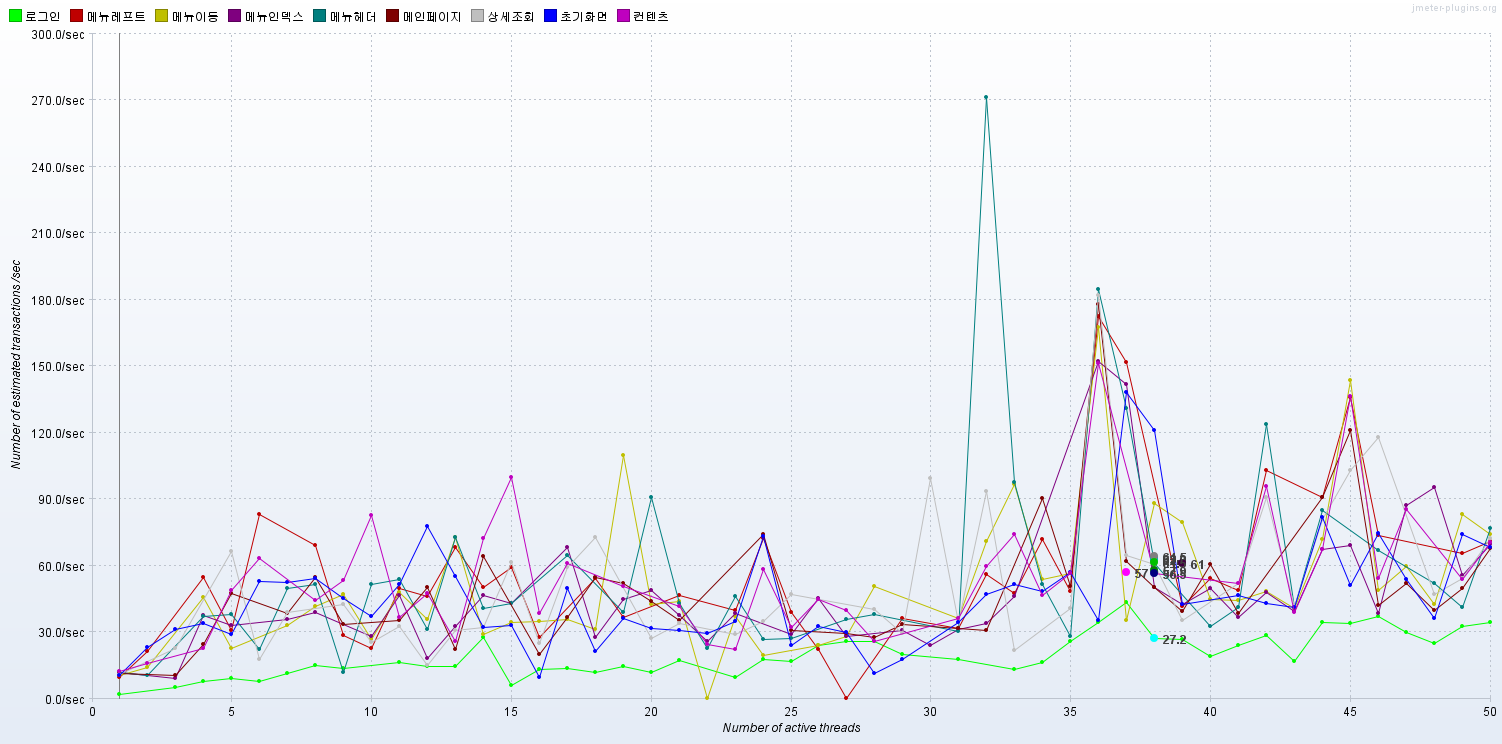 jmeter-plugins.org
로그인 메뉴레프트 메뉴이동 메뉴인덱스 메뉴헤더 메인페이지 상세조회 초기화면 컨텐츠
300.0/sec
270.0/sec
240.0/sec
210.0/sec
180.0/sec
150.0/sec
120.0/sec
90.0/sec
60.0/sec
30.0/sec
0.0/sec
Number of estimated transactions /sec
64.5
61
27.2
0 5 10 15 20 25 30 35 40 45 50
Number of active threads